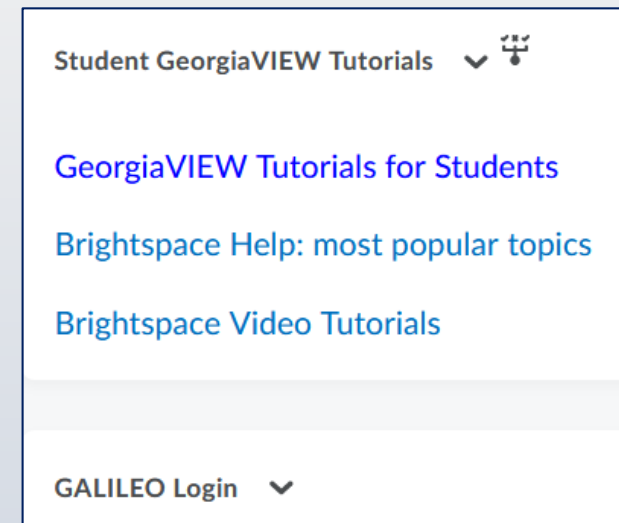 Student GeorgiaVIEW Tutorials
GeorgiaVIEW Tutorials for Students
Brightspace Help: most popular topics
Brightspace Video Tutorials
GALILEO Login